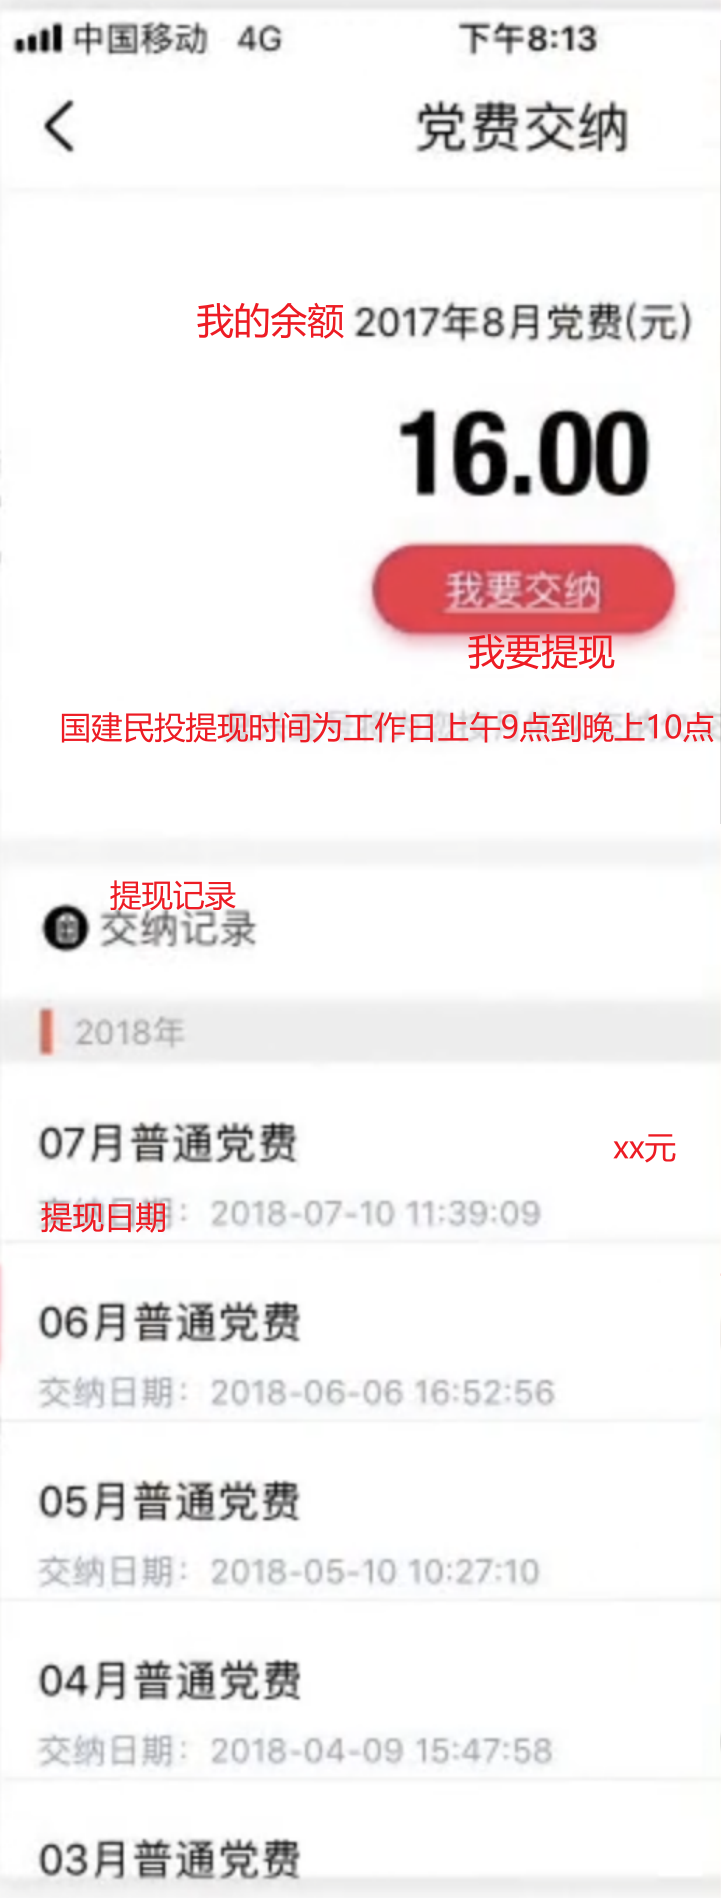 中国移动 4G 下午8:13
党费交纳
我的余额 2017年8月党费(元)
16.00
我要交纳
我要提现
国建民投提现时间为工作日上午9点到晚上10点
提现记录
交纳记录
2018年
07月普通党费 xx元
提现日期: 2018-07-10 11:39:09
06月普通党费
交纳日期: 2018-06-06 16:52:56
05月普通党费
交纳日期: 2018-05-10 10:27:10
04月普通党费
交纳日期: 2018-04-09 15:47:58
03月普通党费